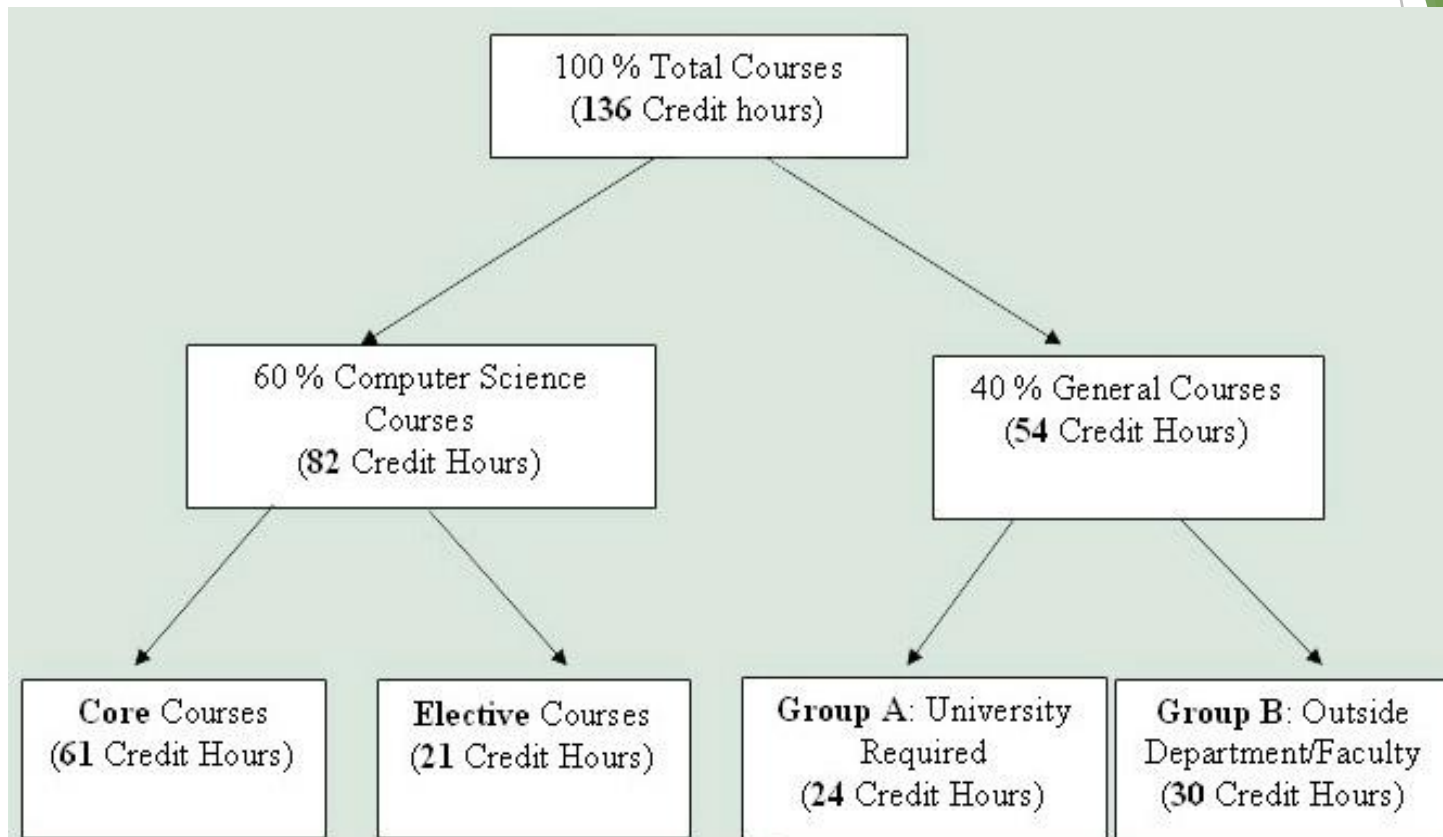 100 % Total Courses
(136 Credit hours)
60 % Computer Science
Courses
(82 Credit Hours)
40 % General Courses
(54 Credit Hours)
Core Courses
(61 Credit Hours)
Elective Courses
(21 Credit Hours)
Group A: University
Required
(24 Credit Hours)
Group B: Outside
Department/Faculty
(30 Credit Hours)